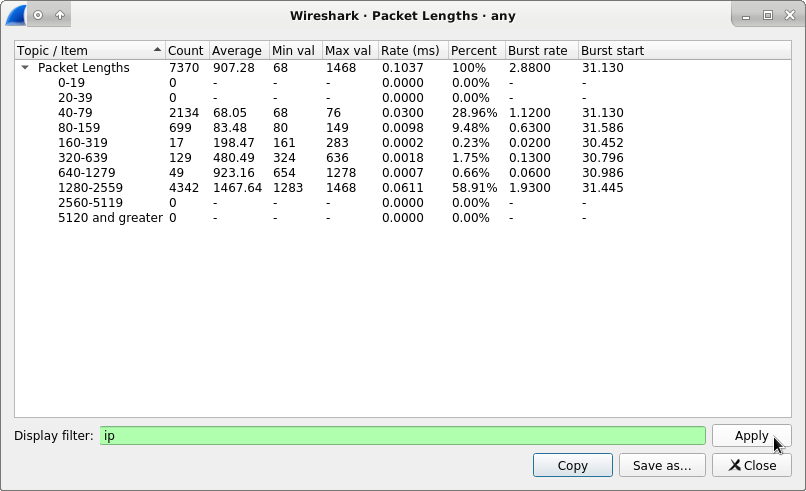 Wireshark · Packet Lengths · any
Topic / Item Count Average Min val Max val Rate (ms) Percent Burst rate Burst start
Packet Lengths 7370 907.28 68 1468 0.1037 100% 2.8800 31.130
0-19 0 - - - 0.0000 0.00% - -
20-39 0 - - - 0.0000 0.00% - -
40-79 2134 68.05 68 76 0.0300 28.96% 1.1200 31.130
80-159 699 83.48 80 149 0.0098 9.48% 0.6300 31.586
160-319 17 198.47 161 283 0.0002 0.23% 0.0200 30.452
320-639 129 480.49 324 636 0.0018 1.75% 0.1300 30.796
640-1279 49 923.16 654 1278 0.0007 0.66% 0.0600 30.986
1280-2559 4342 1467.64 1283 1468 0.0611 58.91% 1.9300 31.445
2560-5119 0 - - - 0.0000 0.00% - -
5120 and greater 0 - - - 0.0000 0.00% - -
Display filter: ip Apply
Copy Save as... Close